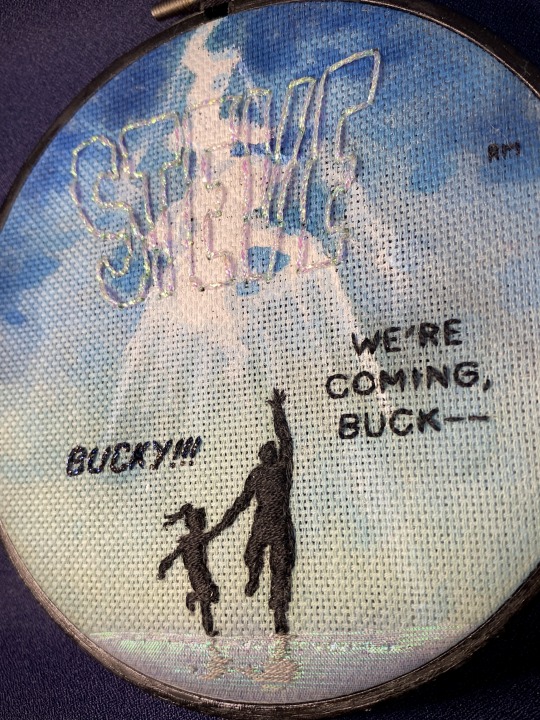 STEVE
RM
WE'RE
COMING,
BUCK--
BUCKY!!!